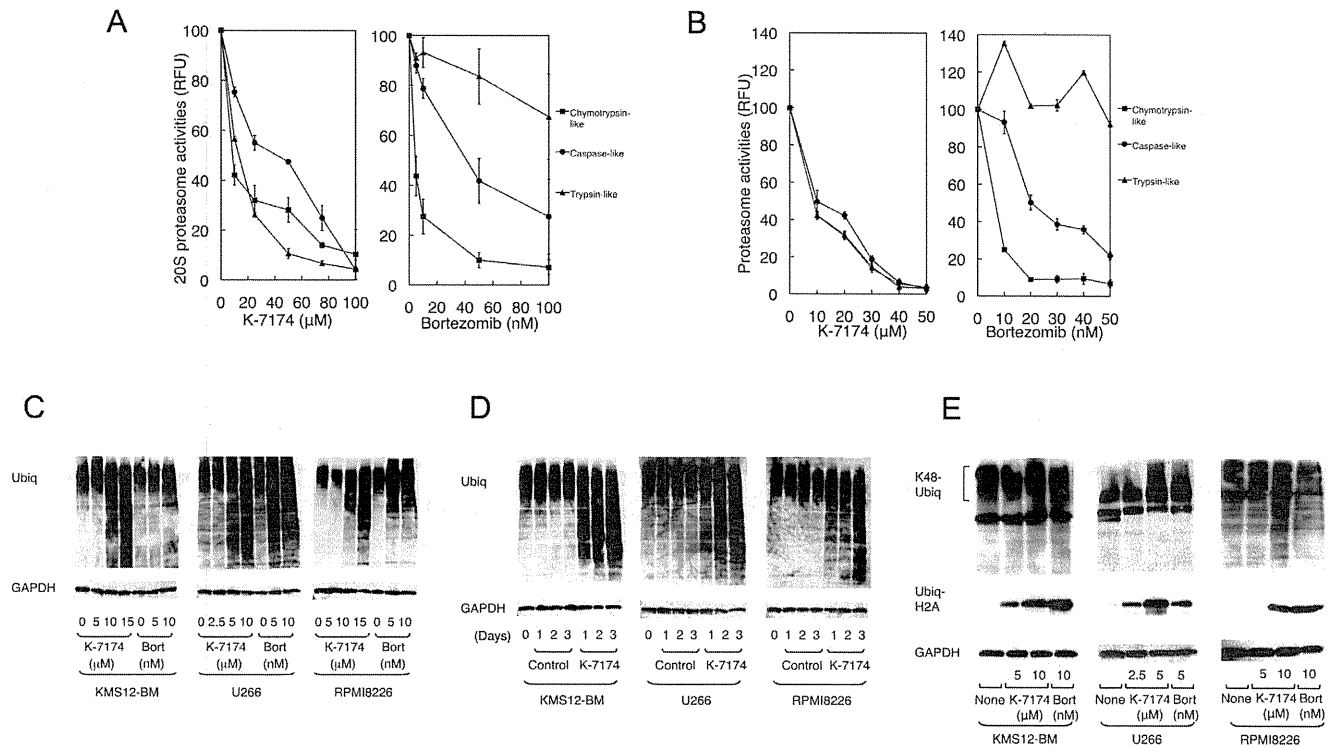 A
20S proteasome activities (RFU)
100
80
60
40
20
0
0 20 40 60 80 100
K-7174 (µM)
100
80
60
40
20
0
0 20 40 60 80 100
Bortezomib (nM)
Chymotrypsin-
like
Caspase-like
Trypsin-like
B
Proteasome activities (RFU)
140
120
100
80
60
40
20
0
0 10 20 30 40 50
K-7174 (µM)
140
120
100
80
60
40
20
0
0 10 20 30 40 50
Bortezomib (nM)
Chymotrypsin-
like
Caspase-like
Trypsin-like
C
Ubiq
GAPDH
0 5 10 15 0 5 10
K-7174 Bort
(µM) (nM)
KMS12-BM
0 2.5 5 10 0 5 10
K-7174 Bort
(µM) (nM)
U266
0 5 10 15 0 5 10
K-7174 Bort
(µM) (nM)
RPMI8226
D
Ubiq
GAPDH
(Days)
0 1 2 3 1 2 3
Control K-7174
KMS12-BM
0 1 2 3 1 2 3
Control K-7174
U266
0 1 2 3 1 2 3
Control K-7174
RPMI8226
E
K48-
Ubiq
Ubiq-
H2A
GAPDH
5 10 10
None K-7174 Bort
(µM) (nM)
KMS12-BM
2.5 5 5
None K-7174 Bort
(µM) (nM)
U266
5 10 10
None K-7174 Bort
(µM) (nM)
RPMI8226